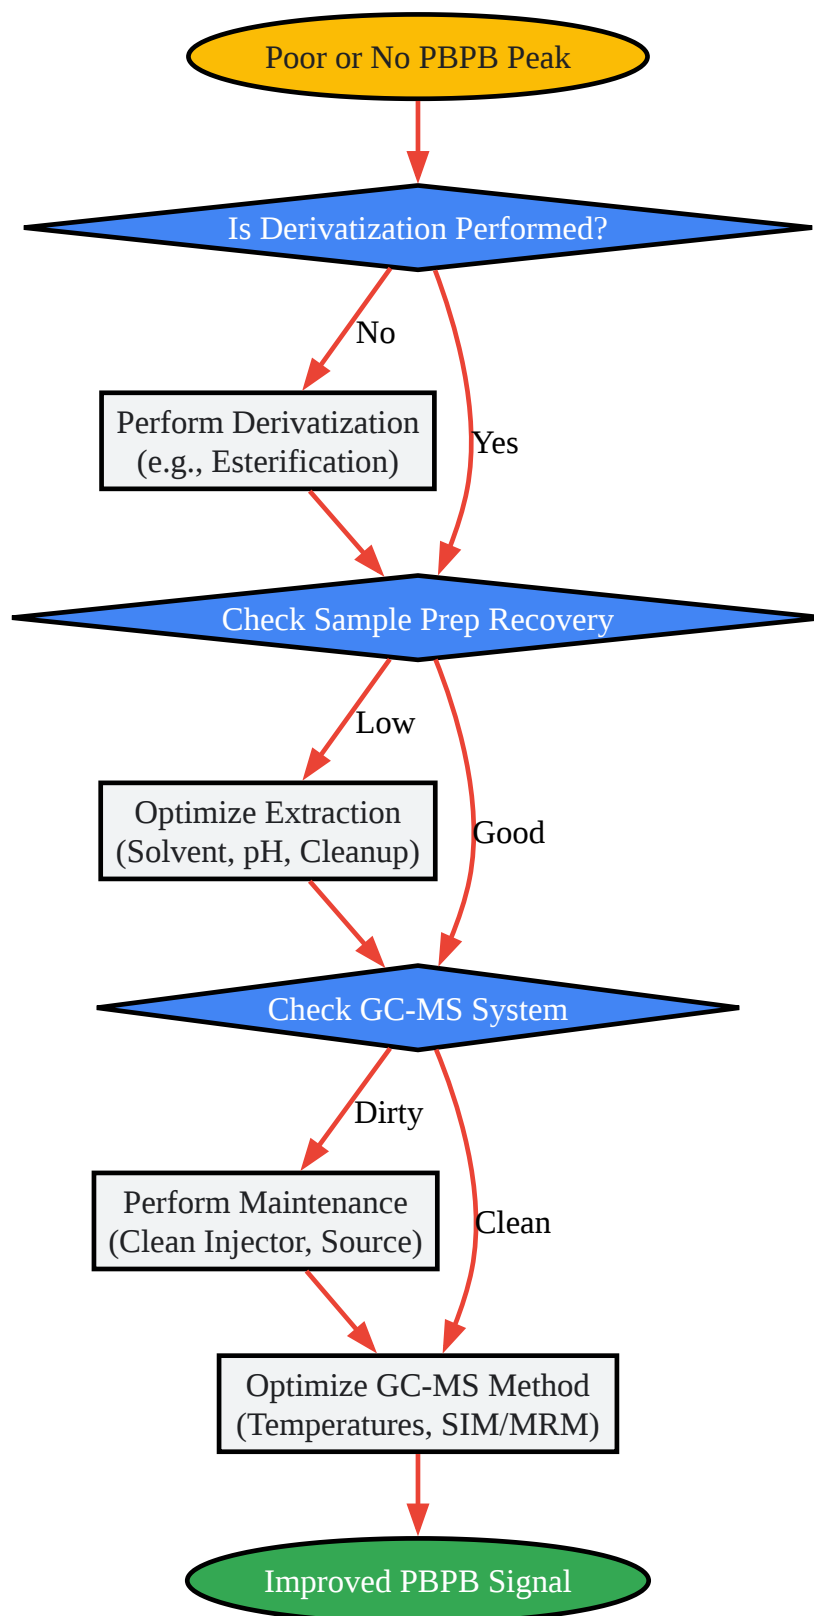 Poor or No PBPB Peak
Is Derivatization Performed?
No
Perform Derivatization
(e.g., Esterification)
Yes
Check Sample Prep Recovery
Low
Optimize Extraction
(Solvent, pH, Cleanup)
Good
Check GC-MS System
Dirty
Perform Maintenance
(Clean Injector, Source)
Clean
Optimize GC-MS Method
(Temperatures, SIM/MRM)
Improved PBPB Signal